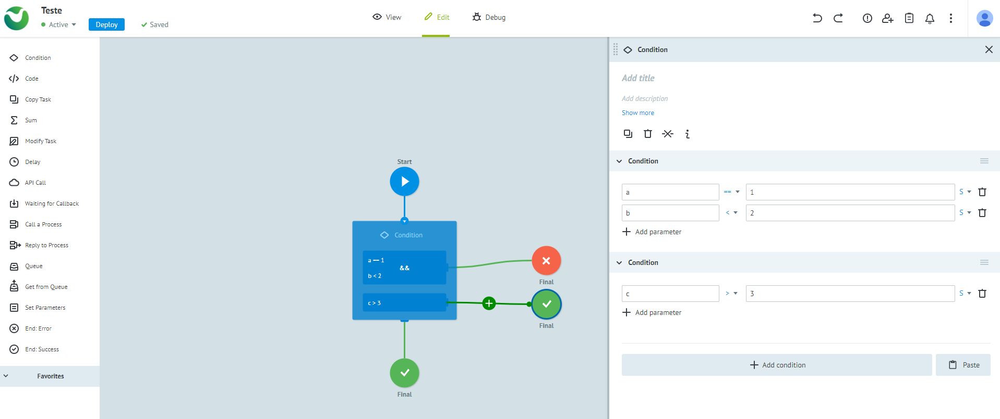 Teste
Active
Deploy
Saved
View
Edit
Debug
Condition
Code
Copy Task
Sum
Modify Task
Delay
API Call
Waiting for Callback
Call a Process
Reply to Process
Queue
Get from Queue
Set Parameters
End: Error
End: Success
Favorites
Start
Condition
a == 1
&&
b < 2
c > 3
Final
Final
Final
Condition
Add title
Add description
Show more
Condition
a == 1 S
b < 2 S
Add parameter
Condition
c > 3 S
Add parameter
Add condition
Paste